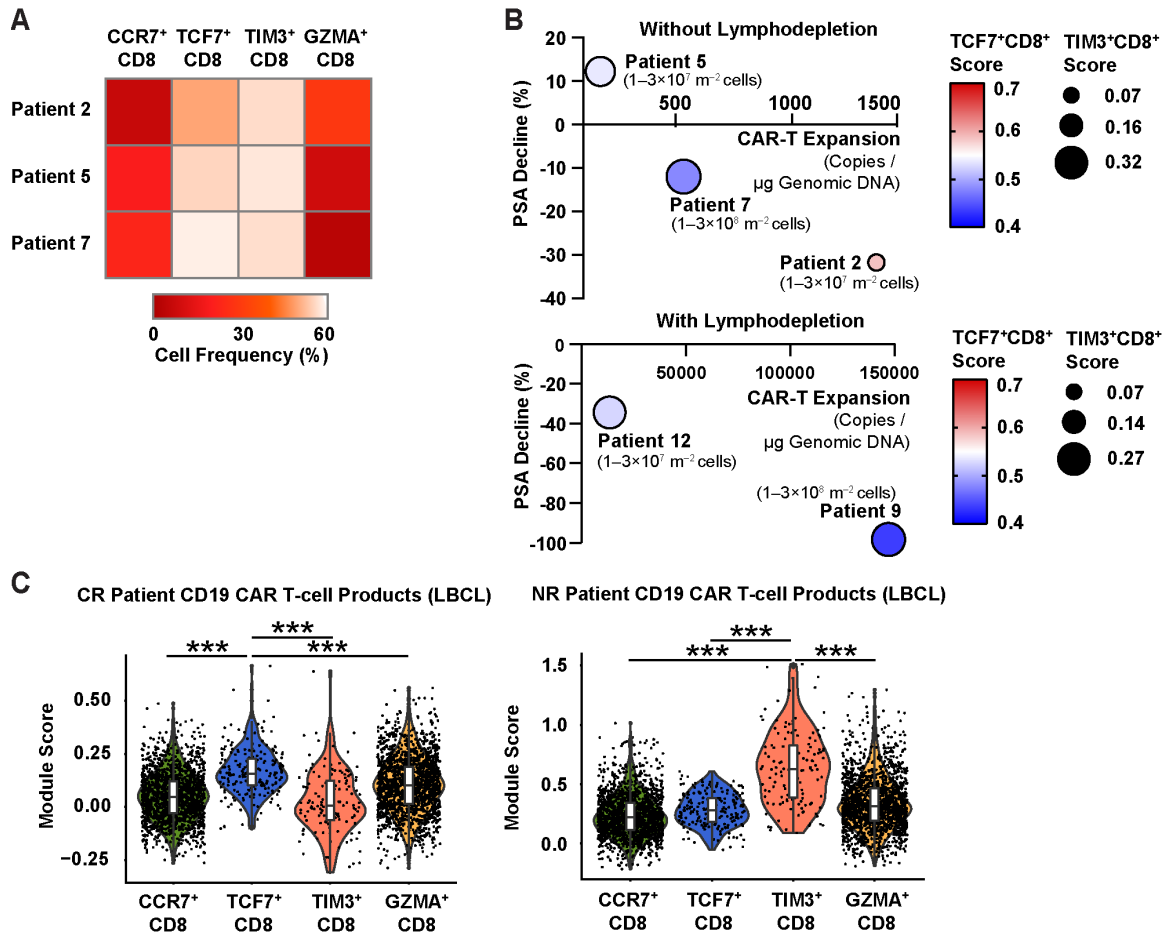 A
CCR7⁺ TCF7⁺ TIM3⁺ GZMA⁺
CD8 CD8 CD8 CD8
Patient 2
Patient 5
Patient 7
0 30 60
Cell Frequency (%)
B
Without Lymphodepletion
PSA Decline (%)
20
10
0
-10
-20
-30
-40
Patient 5
(1–3×10⁷ m⁻² cells)
500 1000 1500
CAR-T Expansion
(Copies /
µg Genomic DNA)
Patient 7
(1–3×10⁸ m⁻² cells)
Patient 2
(1–3×10⁷ m⁻² cells)
TCF7⁺CD8⁺
Score
0.7
0.6
0.5
0.4
TIM3⁺CD8⁺
Score
0.07
0.16
0.32
With Lymphodepletion
PSA Decline (%)
0
-20
-40
-60
-80
-100
50000 100000 150000
CAR-T Expansion
(Copies /
µg Genomic DNA)
Patient 12
(1–3×10⁷ m⁻² cells)
(1–3×10⁸ m⁻² cells)
Patient 9
TCF7⁺CD8⁺
Score
0.7
0.6
0.5
0.4
TIM3⁺CD8⁺
Score
0.07
0.14
0.27
C
CR Patient CD19 CAR T-cell Products (LBCL)
***
*** ***
Module Score
0.50
0.25
0.00
−0.25
CCR7⁺ TCF7⁺ TIM3⁺ GZMA⁺
CD8 CD8 CD8 CD8
NR Patient CD19 CAR T-cell Products (LBCL)
***
*** ***
Module Score
1.5
1.0
0.5
0.0
CCR7⁺ TCF7⁺ TIM3⁺ GZMA⁺
CD8 CD8 CD8 CD8